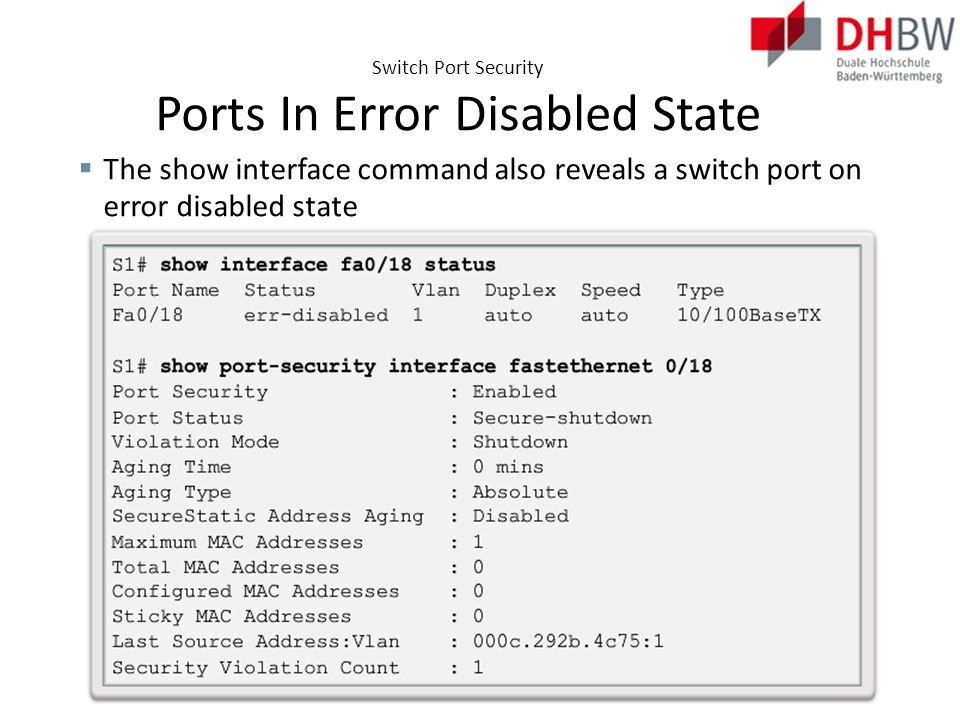 DHBW
Duale Hochschule
Baden-Württemberg
Switch Port Security
Ports In Error Disabled State
▪ The show interface command also reveals a switch port on
error disabled state
S1# show interface fa0/18 status
Port Name  Status        Vlan  Duplex  Speed   Type
Fa0/18     err-disabled  1     auto    auto    10/100BaseTX
S1# show port-security interface fastethernet 0/18
Port Security               : Enabled
Port Status                 : Secure-shutdown
Violation Mode              : Shutdown
Aging Time                  : 0 mins
Aging Type                  : Absolute
SecureStatic Address Aging  : Disabled
Maximum MAC Addresses       : 1
Total MAC Addresses         : 0
Configured MAC Addresses    : 0
Sticky MAC Addresses        : 0
Last Source Address:Vlan    : 000c.292b.4c75:1
Security Violation Count    : 1